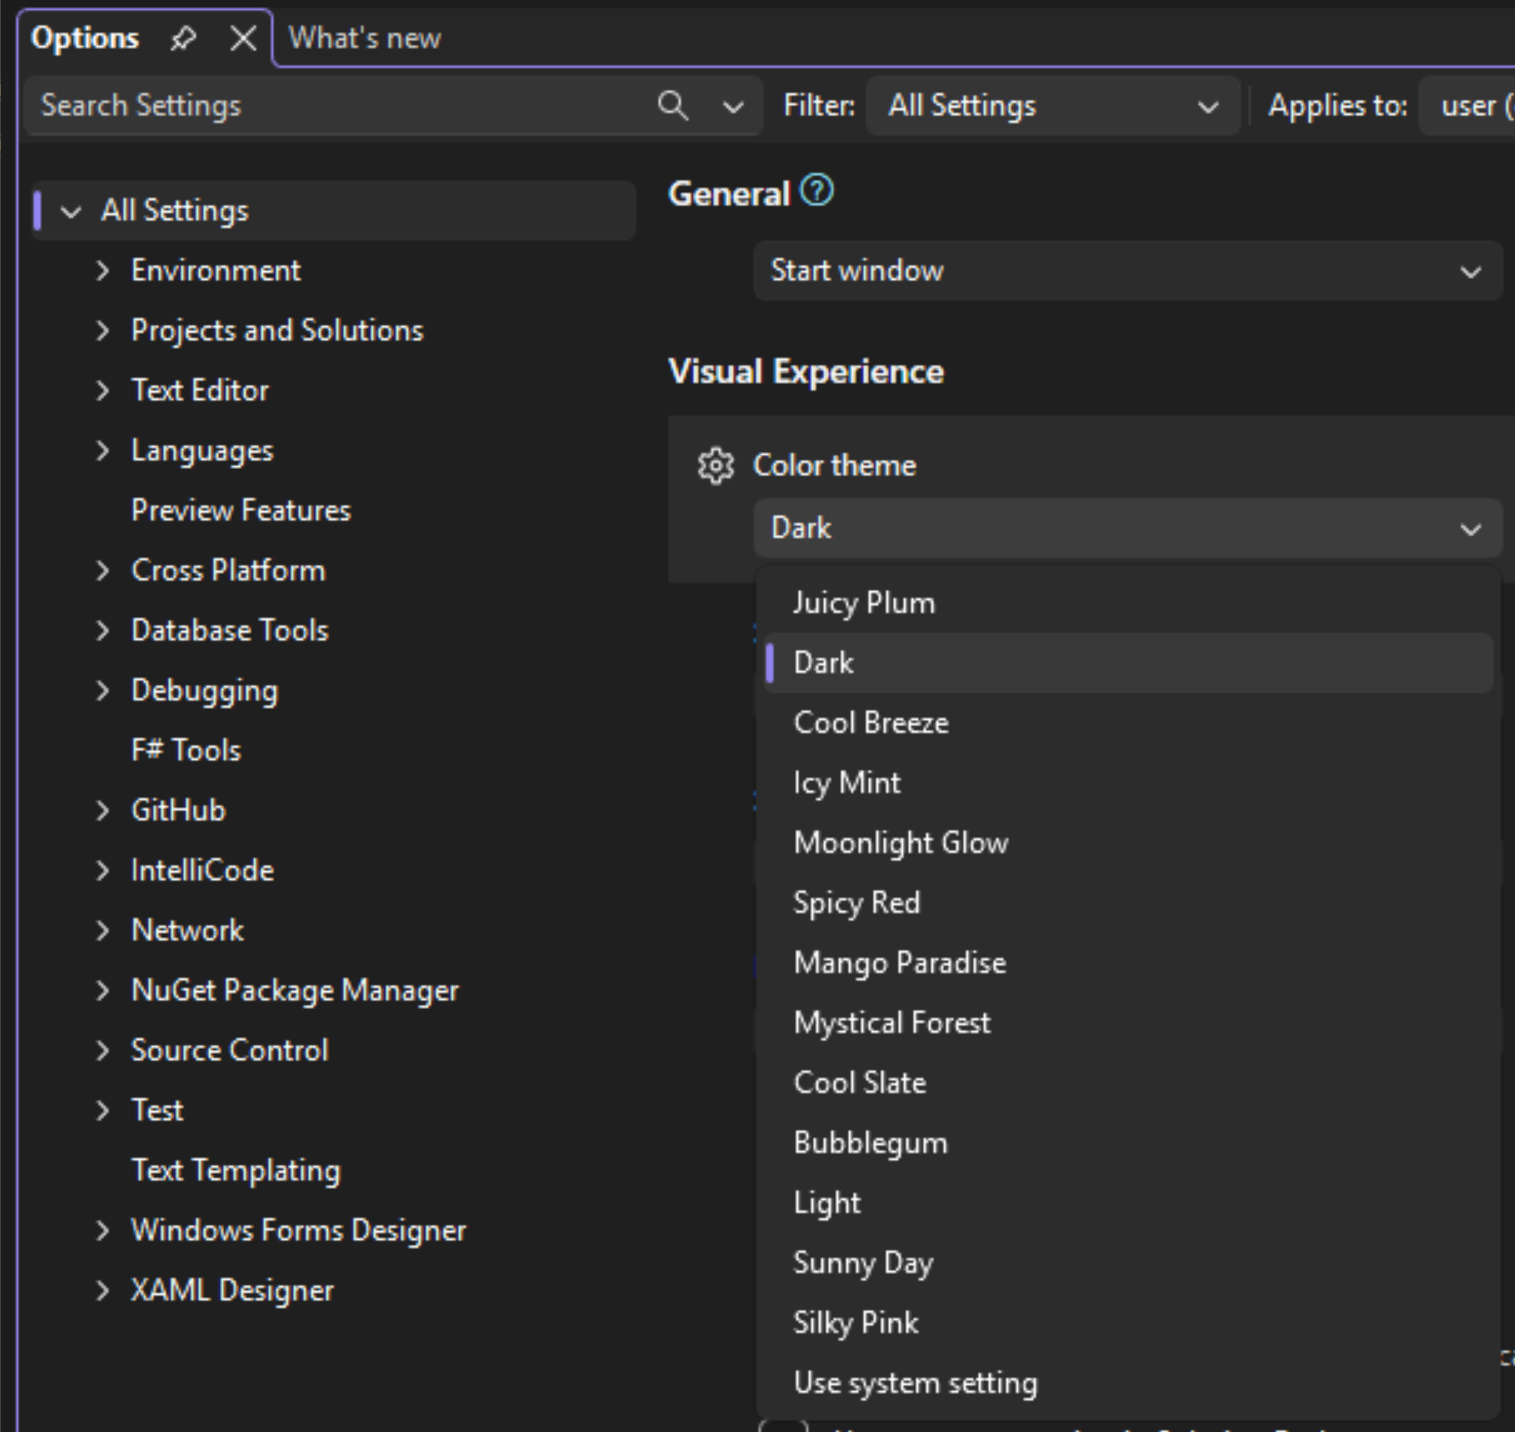 Options What's new
Search Settings Filter: All Settings Applies to: user (
All Settings
Environment
Projects and Solutions
Text Editor
Languages
Preview Features
Cross Platform
Database Tools
Debugging
F# Tools
GitHub
IntelliCode
Network
NuGet Package Manager
Source Control
Test
Text Templating
Windows Forms Designer
XAML Designer
General ?
Start window
Visual Experience
Color theme
Dark
Juicy Plum
Dark
Cool Breeze
Icy Mint
Moonlight Glow
Spicy Red
Mango Paradise
Mystical Forest
Cool Slate
Bubblegum
Light
Sunny Day
Silky Pink
Use system setting